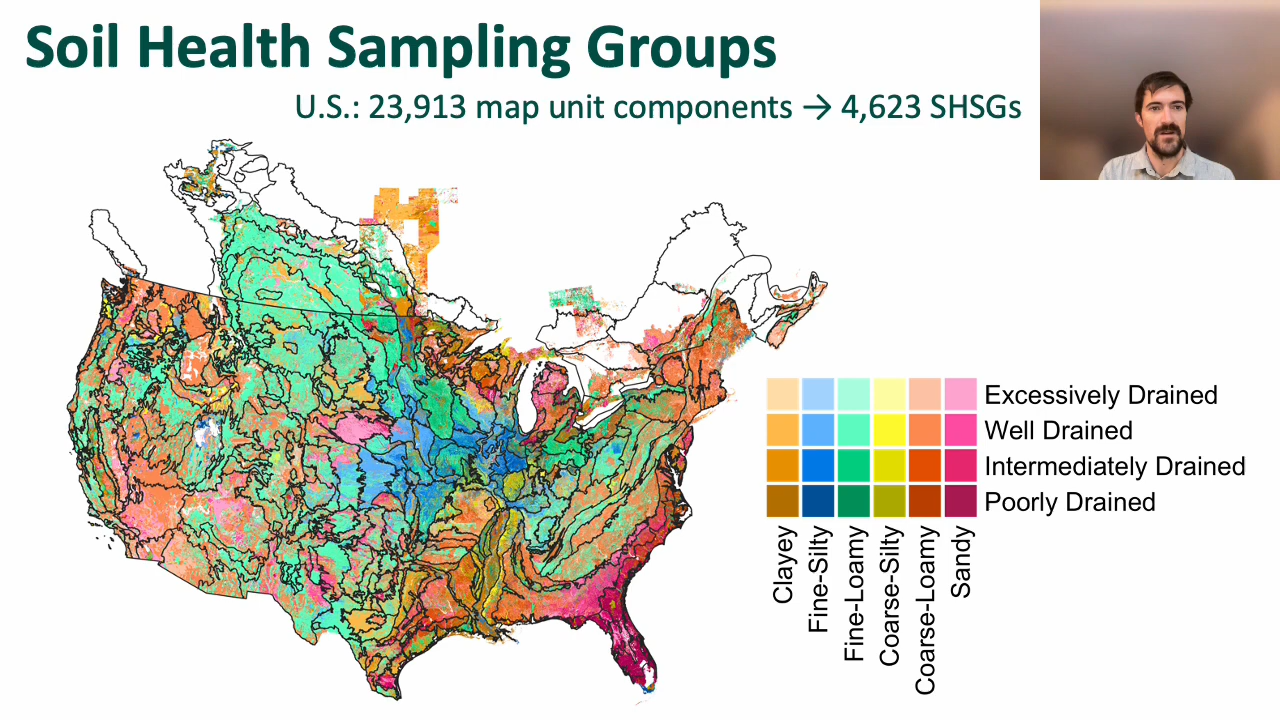 Soil Health Sampling Groups
U.S.: 23,913 map unit components → 4,623 SHSGs
Excessively Drained
Well Drained
Intermediately Drained
Poorly Drained
Clayey
Fine-Silty
Fine-Loamy
Coarse-Silty
Coarse-Loamy
Sandy